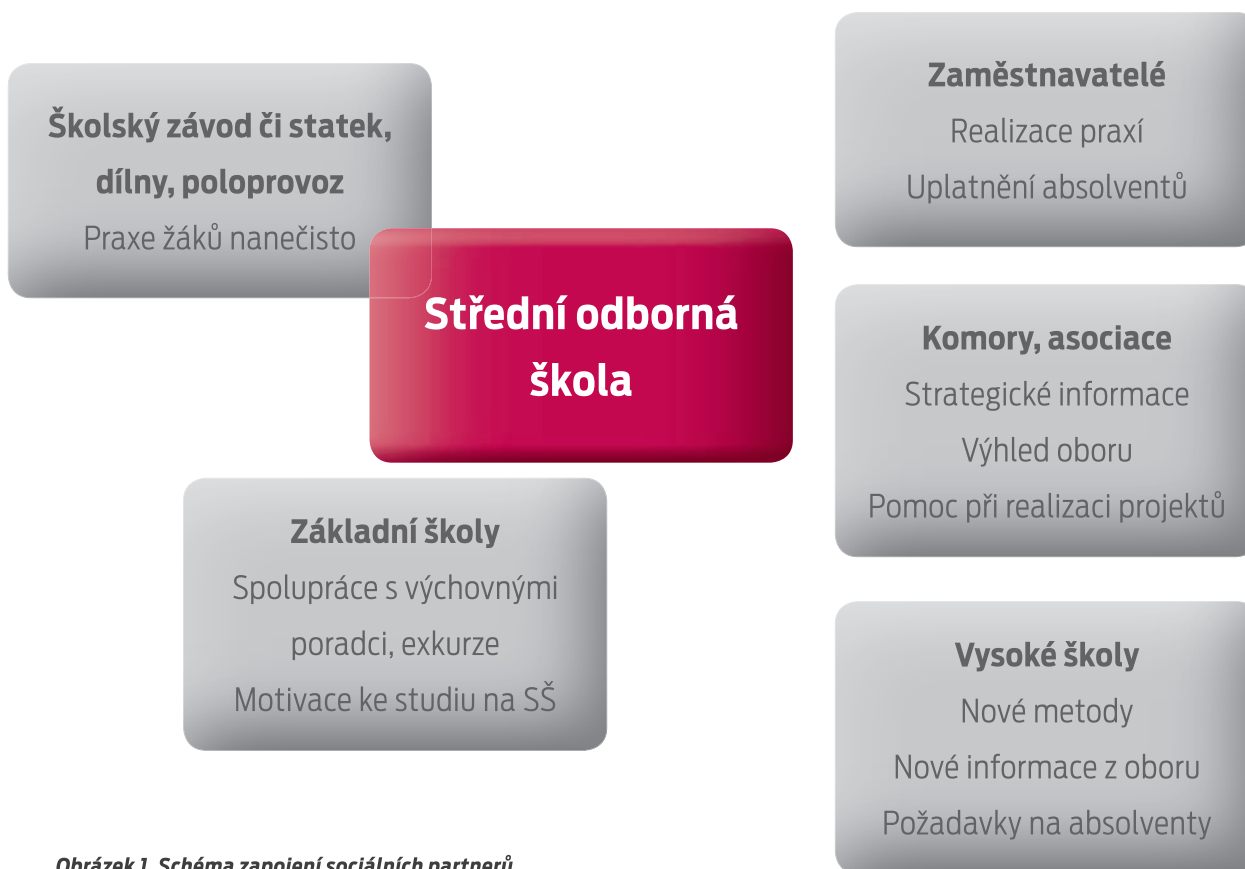 Školský závod či statek,
dílny, poloprovoz
Praxe žáků nanečisto
Střední odborná
škola
Základní školy
Spolupráce s výchovnými
poradci, exkurze
Motivace ke studiu na SŠ
Zaměstnavatelé
Realizace praxí
Uplatnění absolventů
Komory, asociace
Strategické informace
Výhled oboru
Pomoc při realizaci projektů
Vysoké školy
Nové metody
Nové informace z oboru
Požadavky na absolventy
Obrázek 1. Schéma zapojení sociálních partnerů